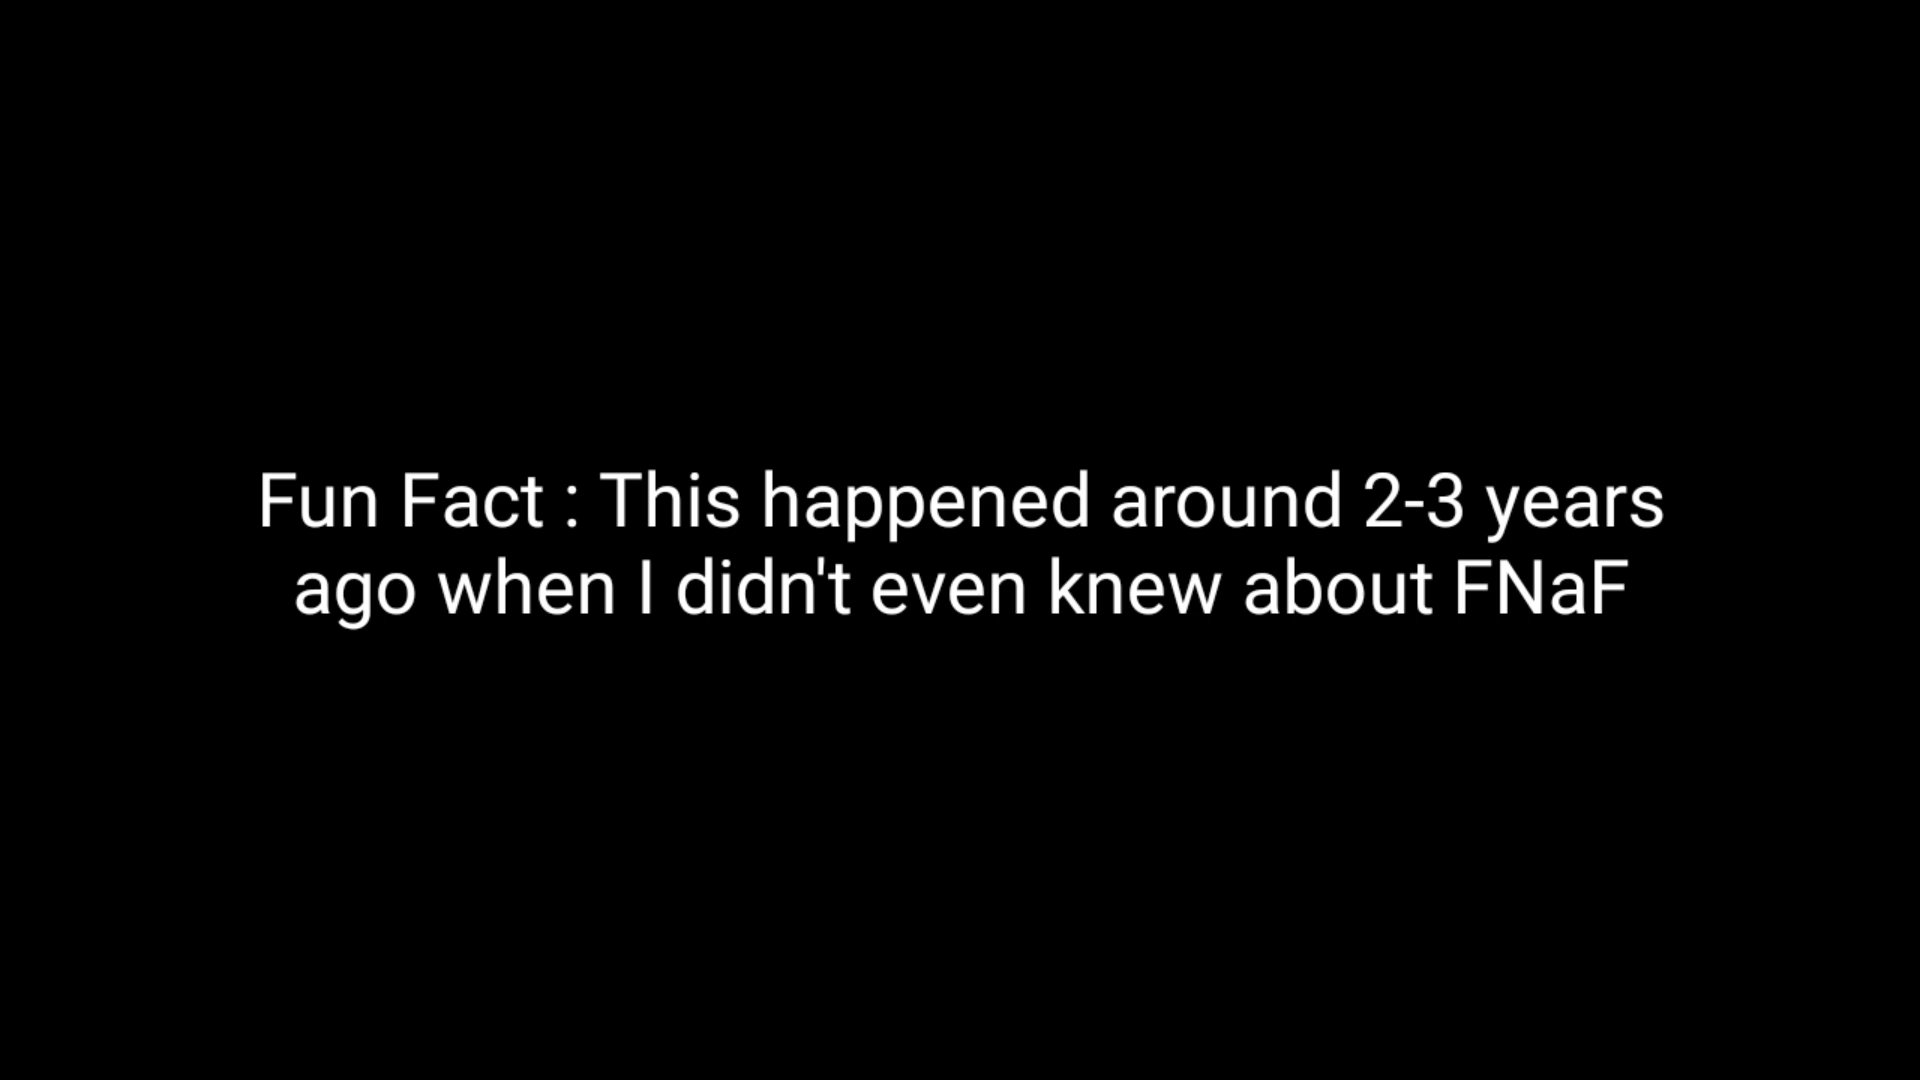 Fun Fact : This happened around 2-3 years
ago when I didn't even knew about FNaF